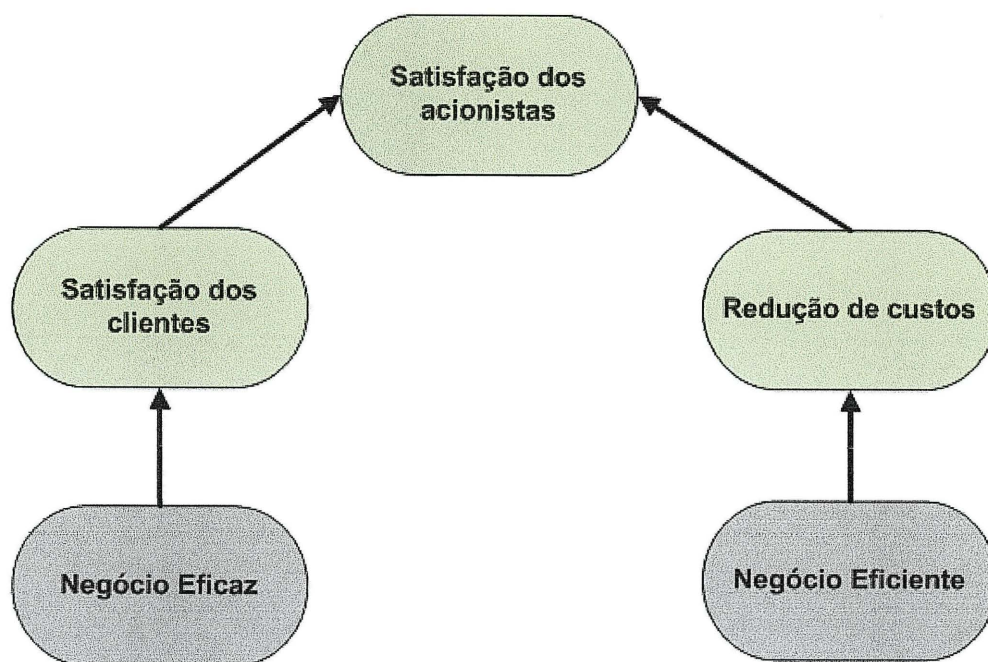 Satisfação dos
acionistas
Satisfação dos
clientes
Redução de custos
Negócio Eficaz
Negócio Eficiente